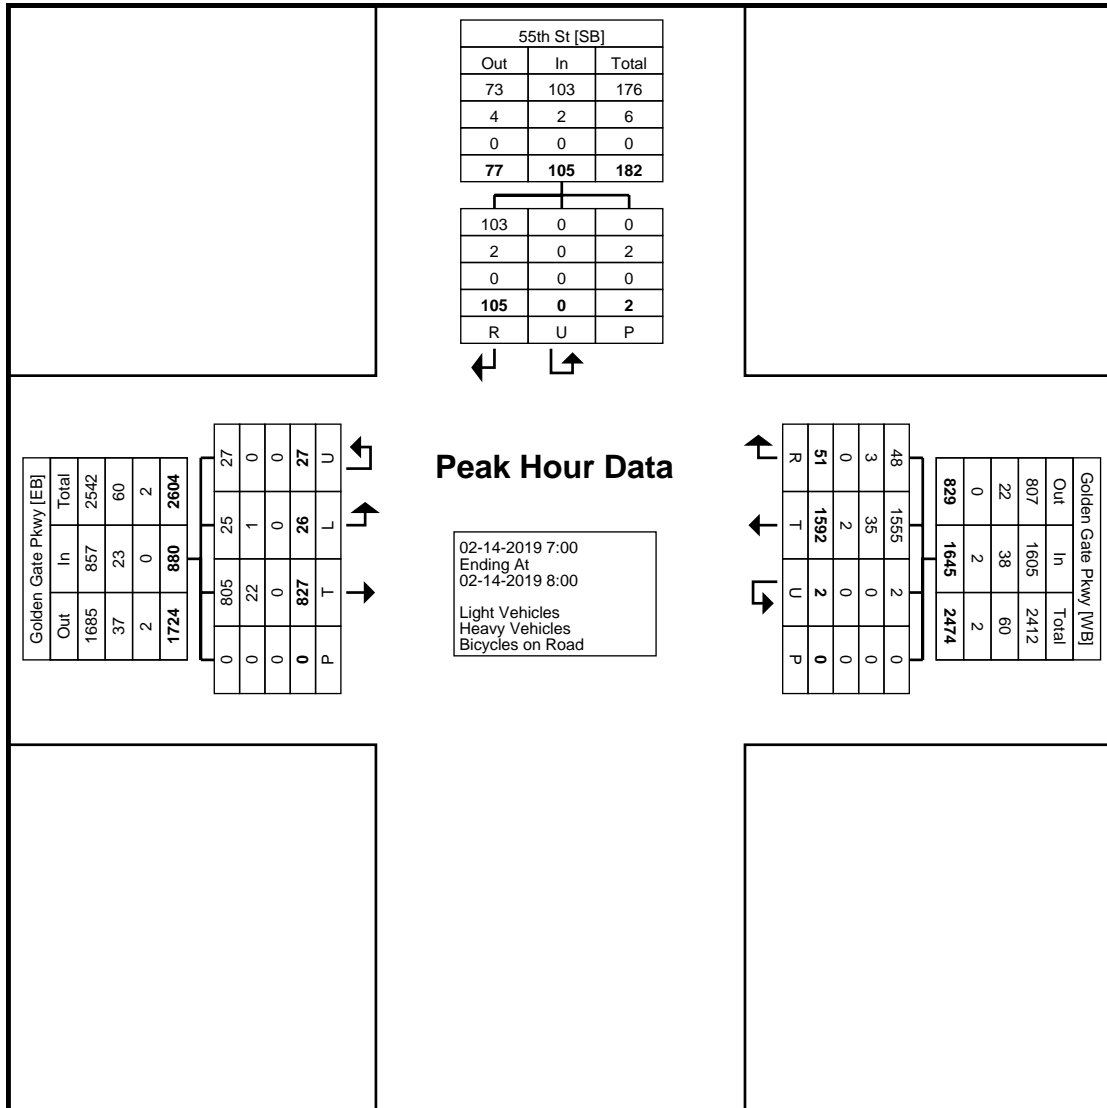 55th St [SB]
Out In Total
73 103 176
4 2 6
0 0 0
77 105 182
103 0 0
2 0 2
0 0 0
105 0 2
R U P
Peak Hour Data
02-14-2019 7:00
Ending At
02-14-2019 8:00
Light Vehicles
Heavy Vehicles
Bicycles on Road
Golden Gate Pkwy [EB]
Out In Total
1685 857 2542
37 23 60
2 0 2
1724 880 2604
0 805 25 27
0 22 1 0
0 0 0 0
0 827 26 27
P T L U
Golden Gate Pkwy [WB]
Out In Total
807 1605 2412
22 38 60
0 2 2
829 1645 2474
48 1555 2 0
3 35 0 0
0 2 0 0
51 1592 2 0
R T U P